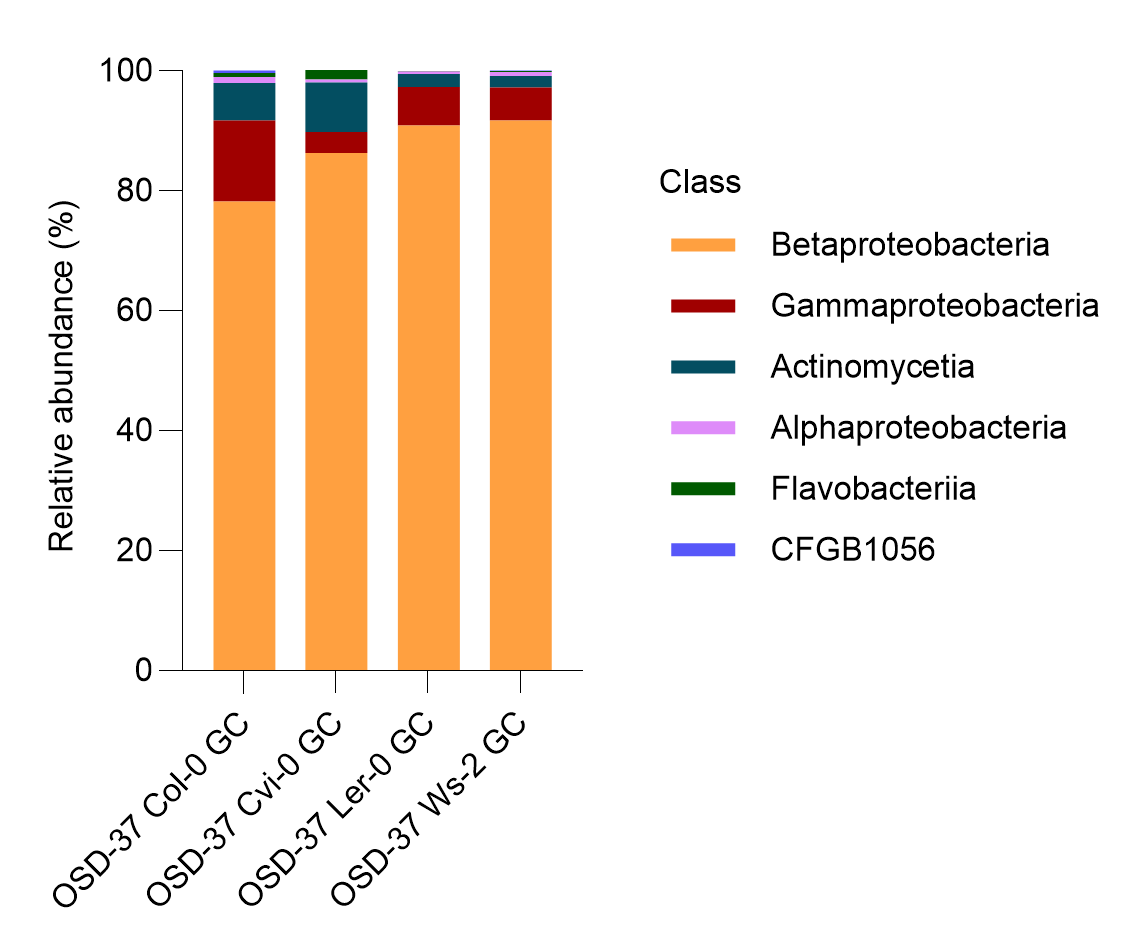 Relative abundance (%)
100
80
60
40
20
0
OSD-37 Col-0 GC
OSD-37 Cvi-0 GC
OSD-37 Ler-0 GC
OSD-37 Ws-2 GC
Class
Betaproteobacteria
Gammaproteobacteria
Actinomycetia
Alphaproteobacteria
Flavobacteriia
CFGB1056